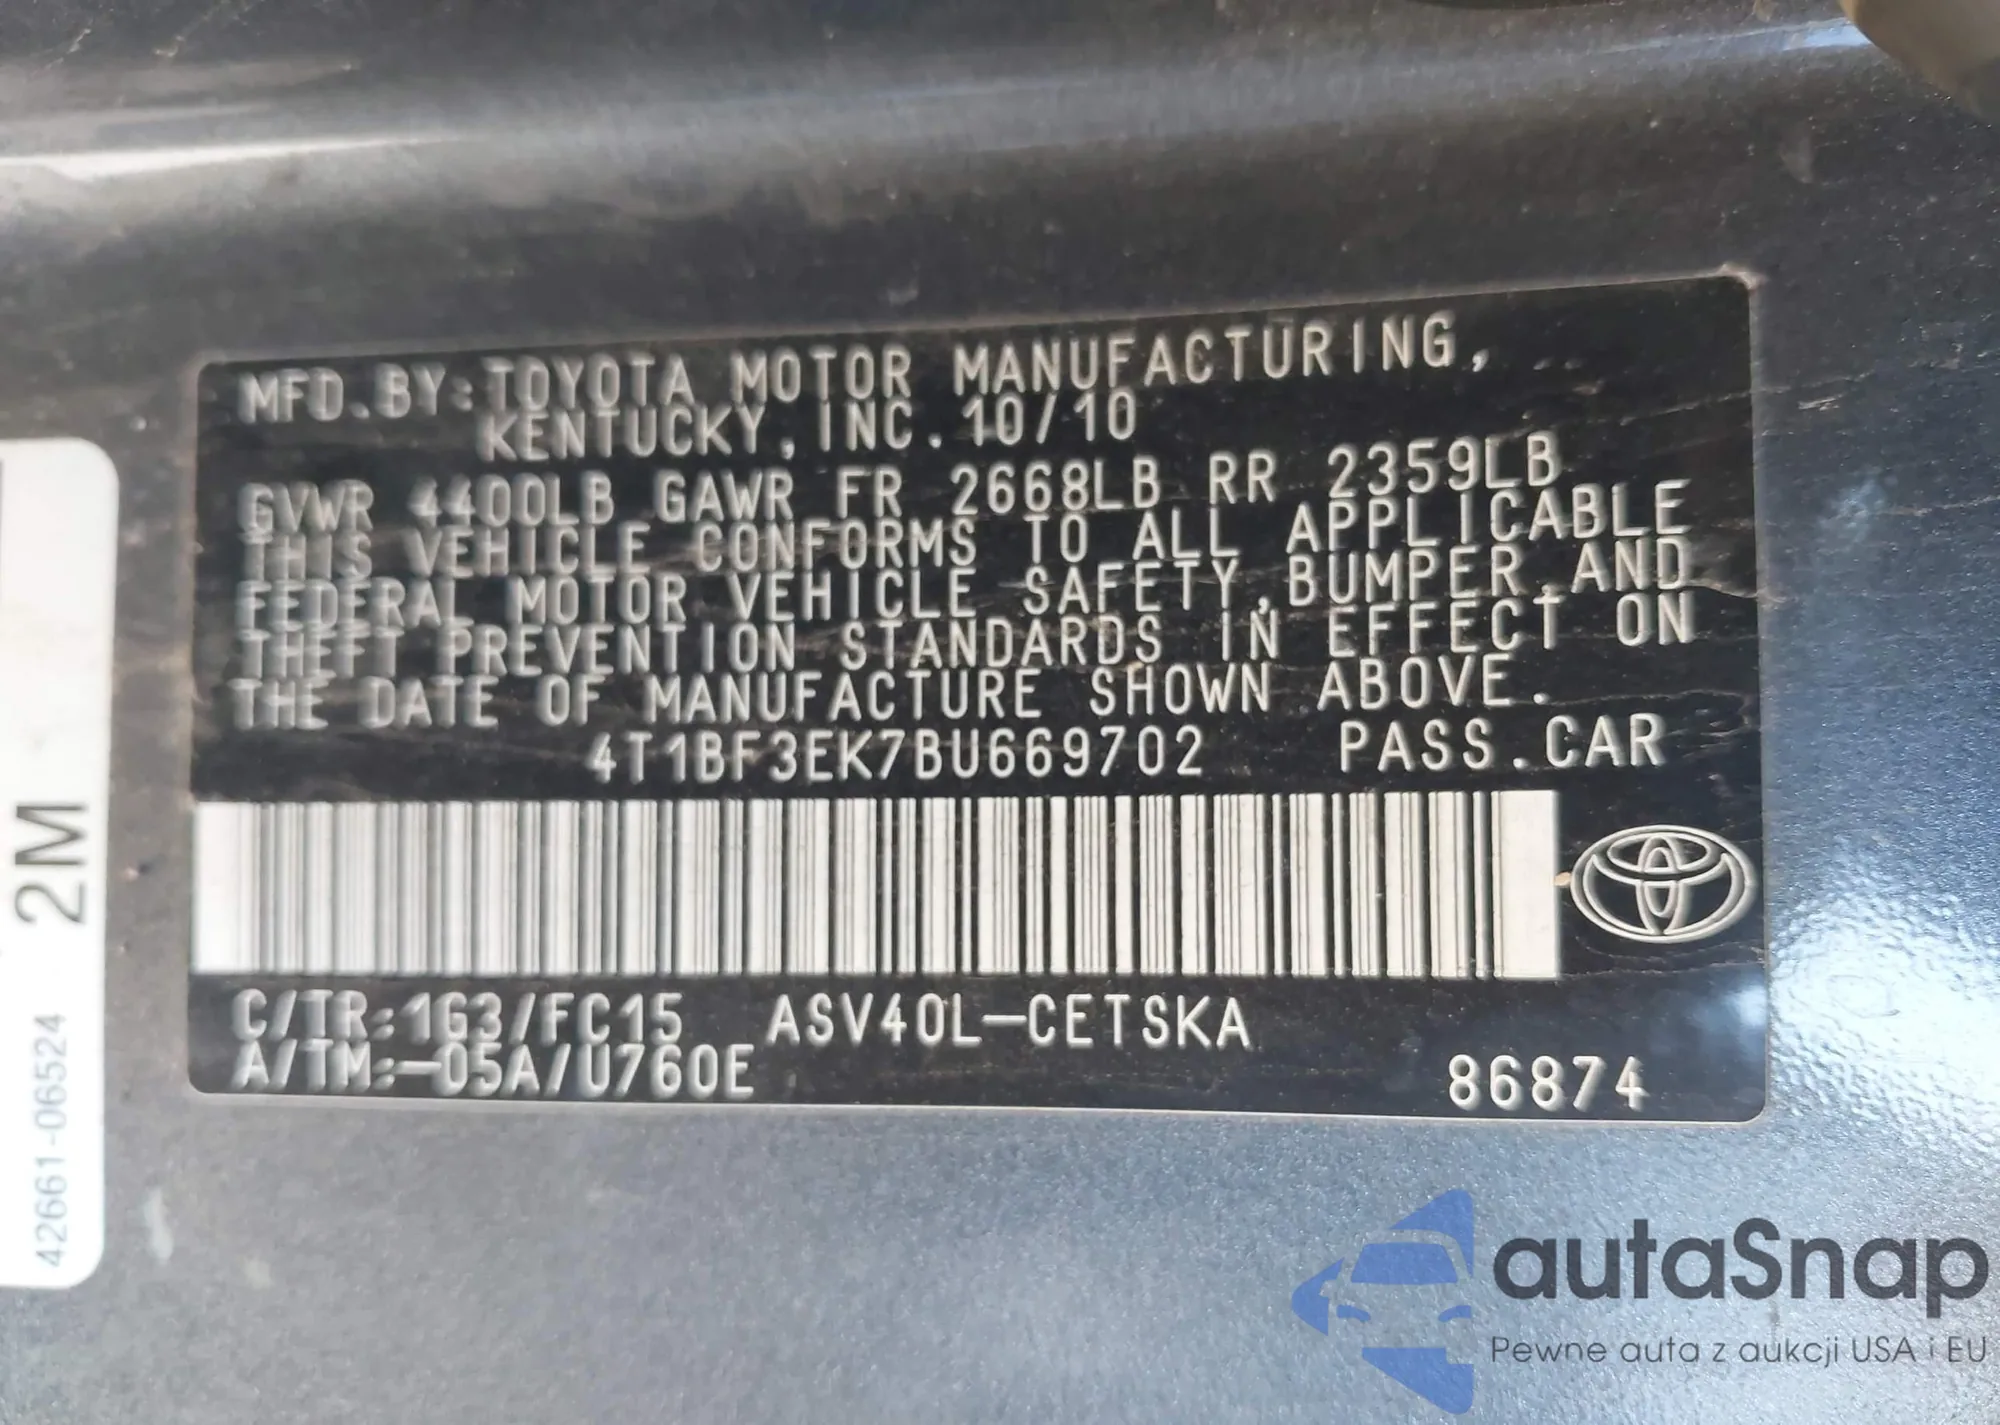 MFD.BY:TOYOTA MOTOR MANUFACTURING,
KENTUCKY, INC. 10/10
GVWR 4400LB GAWR FR 2668LB RR 2359LB
THIS VEHICLE CONFORMS TO ALL APPLICABLE
FEDERAL MOTOR VEHICLE SAFETY,BUMPER,AND
THEFT PREVENTION STANDARDS IN EFFECT ON
THE DATE OF MANUFACTURE SHOWN ABOVE.
4T1BF3EK7BU669702 PASS.CAR
C/TR:1G3/FC15 ASV40L-CETSKA
A/TM:-05A/U760E
86874
2M
42661-06524
autaSnap
Pewne auta z aukcji USA i EU